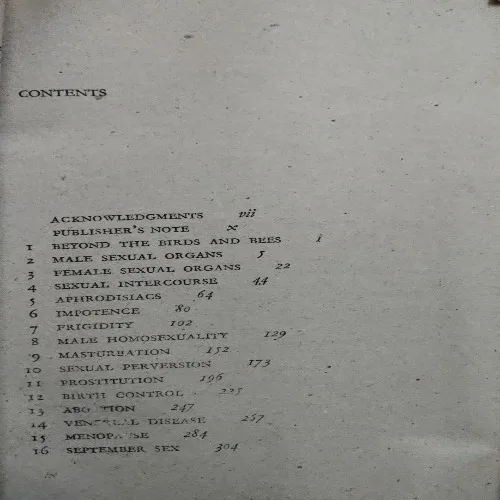 CONTENTS
ACKNOWLEDGMENTS vii
PUBLISHER'S NOTE x
1 BEYOND THE BIRDS AND BEES 1
2 MALE SEXUAL ORGANS 5
3 FEMALE SEXUAL ORGANS 22
4 SEXUAL INTERCOURSE 44
5 APHRODISIACS 64
6 IMPOTENCE 80
7 FRIGIDITY 102
8 MALE HOMOSEXUALITY 129
9 MASTURBATION 152
10 SEXUAL PERVERSION 173
11 PROSTITUTION 196
12 BIRTH CONTROL 225
13 ABORTION 247
14 VENEREAL DISEASE 267
15 MENOPAUSE 284
16 SEPTEMBER SEX 304